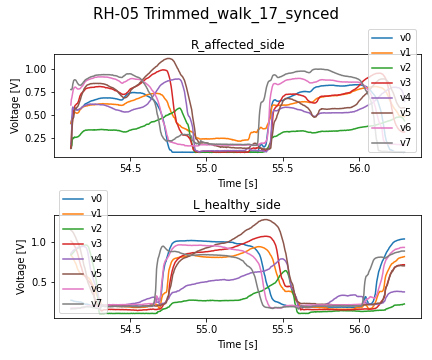 RH-05 Trimmed_walk_17_synced
R_affected_side
Voltage [V]
1.00
0.75
0.50
0.25
v0
v1
v2
v3
v4
v5
v6
v7
54.5
55.0
55.5
56.0
Time [s]
L_healthy_side
Voltage [V]
1.0
0.5
v0
v1
v2
v3
v4
v5
v6
v7
54.5
55.0
55.5
56.0
Time [s]